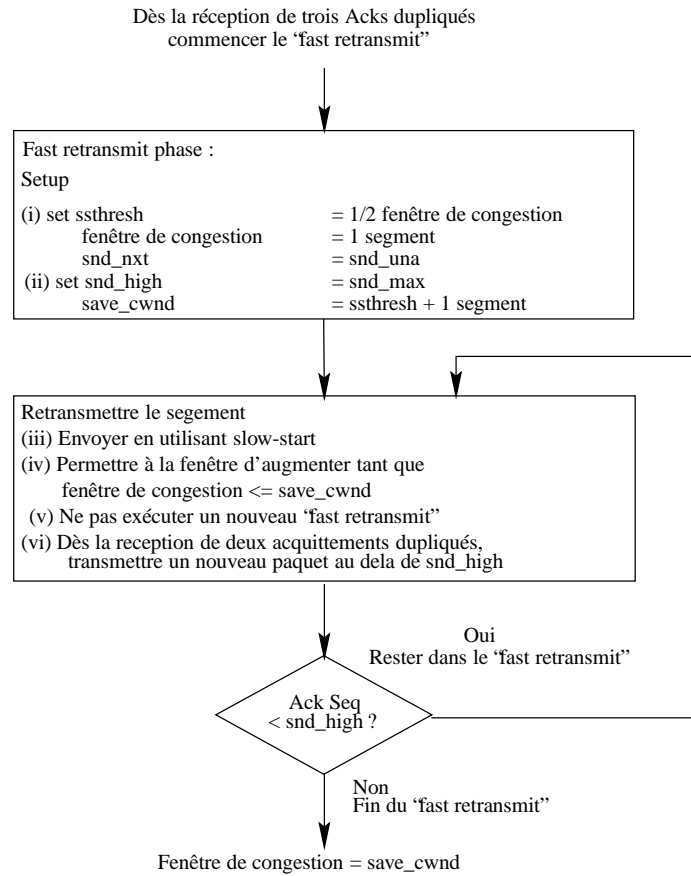 Dès la réception de trois Acks dupliqués
commencer le “fast retransmit”
Fast retransmit phase :
Setup
(i) set ssthresh = 1/2 fenêtre de congestion
fenêtre de congestion = 1 segment
snd_nxt = snd_una
(ii) set snd_high = snd_max
save_cwnd = ssthresh + 1 segment
Retransmettre le segement
(iii) Envoyer en utilisant slow-start
(iv) Permettre à la fenêtre d'augmenter tant que
fenêtre de congestion <= save_cwnd
(v) Ne pas exécuter un nouveau “fast retransmit”
(vi) Dès la reception de deux acquittements dupliqués,
transmettre un nouveau paquet au dela de snd_high
Oui
Rester dans le “fast retransmit”
Ack Seq
< snd_high ?
Non
Fin du “fast retransmit”
Fenêtre de congestion = save_cwnd